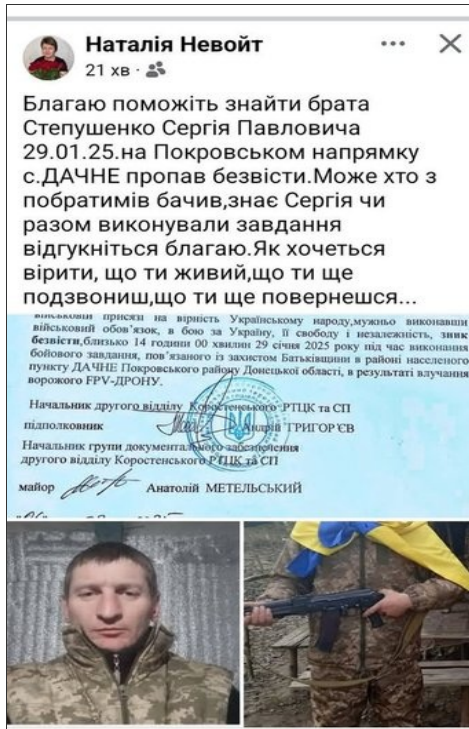 Наталія Невойт
21 хв ·
Благаю поможіть знайти брата
Степушенко Сергія Павловича
29.01.25.на Покровськом напрямку
с.ДАЧНЕ пропав безвісти.Може хто з
побратимів бачив,знає Сергія чи
разом виконували завдання
відгукніться благаю.Як хочеться
вірити, що ти живий,що ти ще
подзвониш,що ти ще повернешся...
військовій присязі на вірність Українському народу,мужньо виконавши
військовий обов'язок, в бою за Україну, її свободу і незалежність, зник
безвісти,близько 14 години 00 хвилин 29 січня 2025 року під час виконання
бойового завдання, пов'язаного із захистом Батьківщини в районі населеного
пункту ДАЧНЕ Покровського району Донецької області, в результаті влучання
ворожого FPV-ДРОНУ.
Начальник другого відділу Коростенського РТЦК та СП
підполковник Андрій ГРИГОР'ЄВ
Начальник групи документального забезпечення
другого відділу Коростенського РТЦК та СП
майор Анатолій МЕТЕЛЬСЬКИЙ